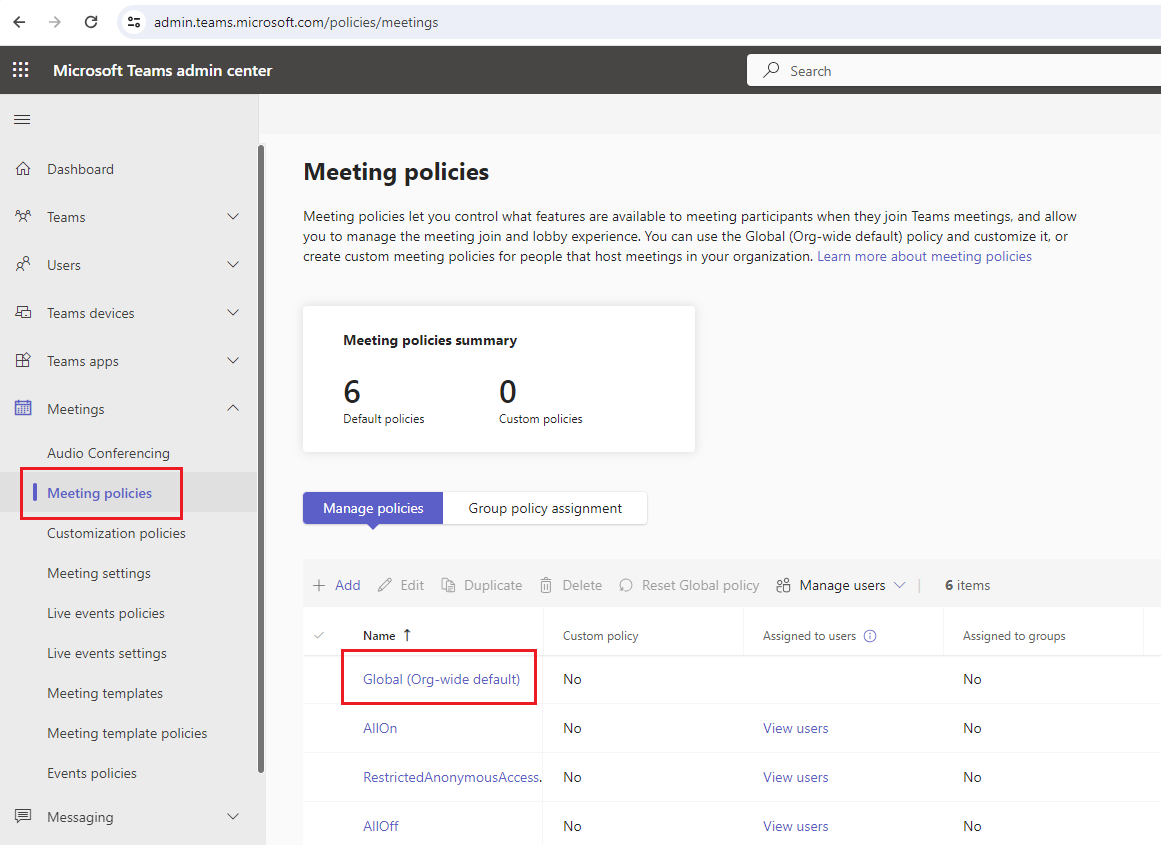 admin.teams.microsoft.com/policies/meetings
Microsoft Teams admin center
Search
Dashboard
Teams
Users
Teams devices
Teams apps
Meetings
Audio Conferencing
Meeting policies
Customization policies
Meeting settings
Live events policies
Live events settings
Meeting templates
Meeting template policies
Events policies
Messaging
Meeting policies
Meeting policies let you control what features are available to meeting participants when they join Teams meetings, and allow
you to manage the meeting join and lobby experience. You can use the Global (Org-wide default) policy and customize it, or
create custom meeting policies for people that host meetings in your organization. Learn more about meeting policies
Meeting policies summary
6 0
Default policies Custom policies
Manage policies Group policy assignment
Add Edit Duplicate Delete Reset Global policy Manage users 6 items
Name ↑ Custom policy Assigned to users Assigned to groups
Global (Org-wide default) No No
AllOn No View users No
RestrictedAnonymousAccess. No View users No
AllOff No View users No